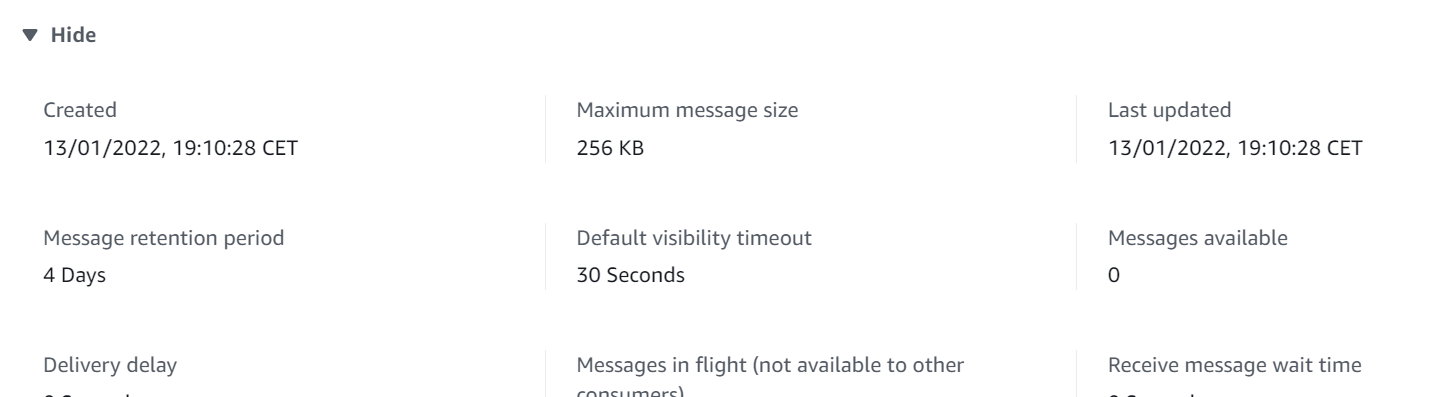 Hide
Created
13/01/2022, 19:10:28 CET
Maximum message size
256 KB
Last updated
13/01/2022, 19:10:28 CET
Message retention period
4 Days
Default visibility timeout
30 Seconds
Messages available
0
Delivery delay
Messages in flight (not available to other
consumers)
Receive message wait time